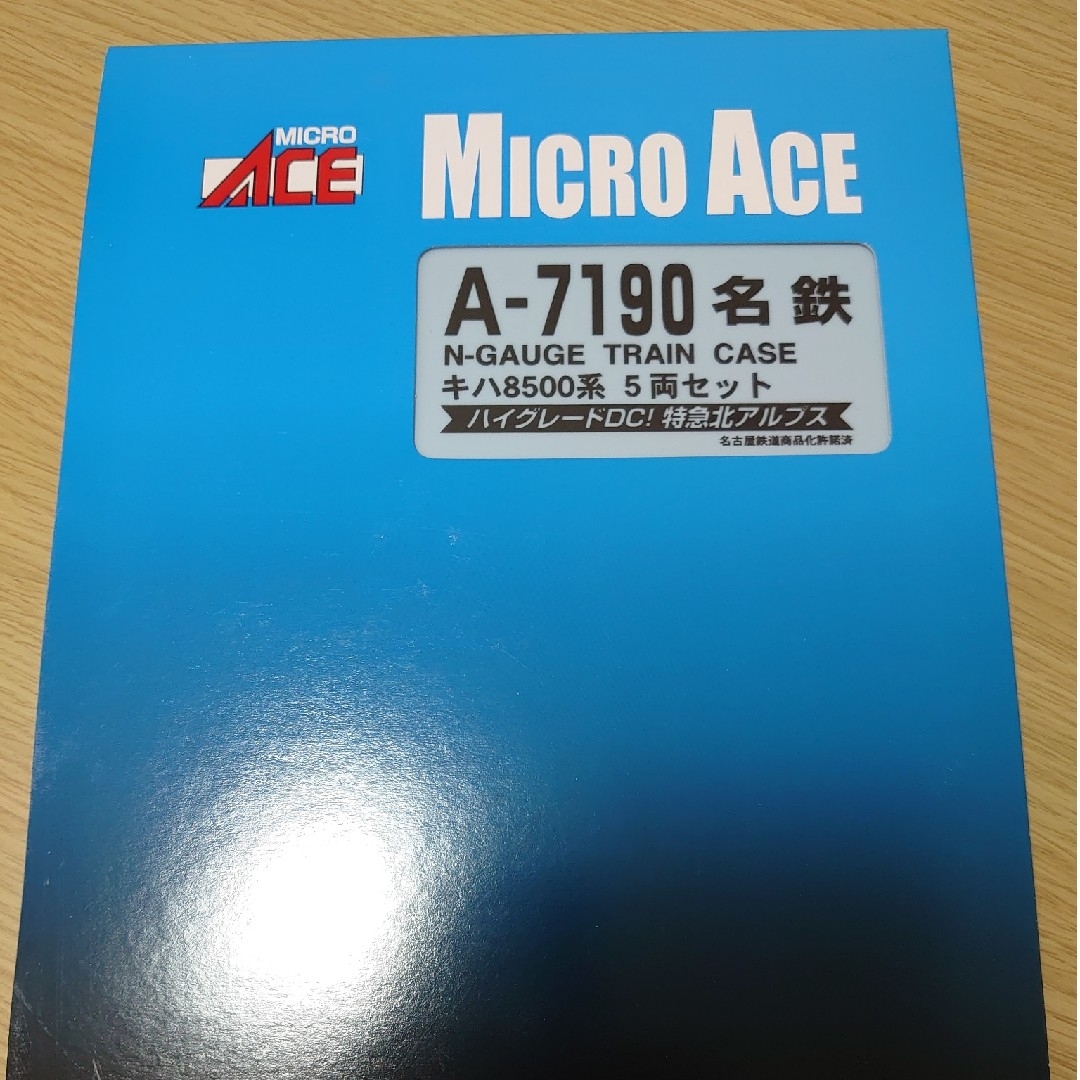 MICRO
ACE
MICRO ACE
A-7190 名鉄
N-GAUGE TRAIN CASE
キハ8500系 5両セット
ハイグレードDC! 特急北アルプス
名古屋鉄道商品化許諾済